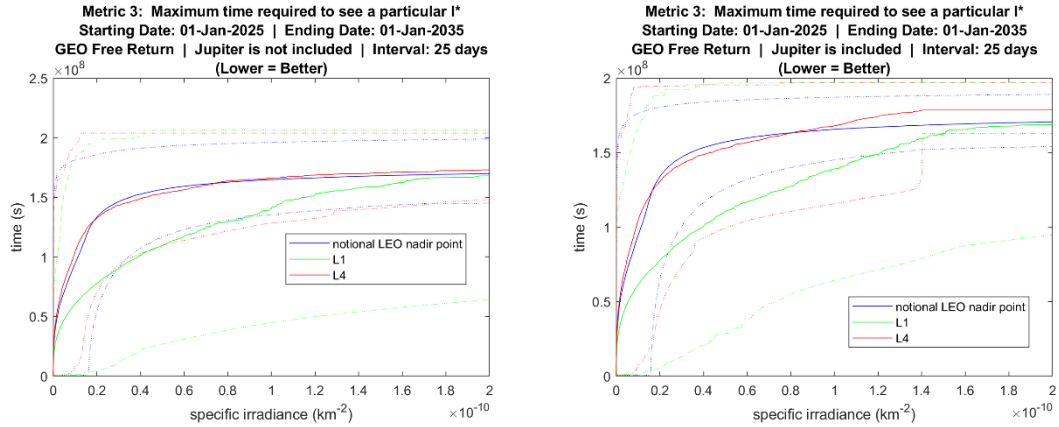 Metric 3: Maximum time required to see a particular I*
Starting Date: 01-Jan-2025 | Ending Date: 01-Jan-2035
GEO Free Return | Jupiter is not included | Interval: 25 days
(Lower = Better)
×10^8
2.5
2
1.5
1
0.5
0
time (s)
notional LEO nadir point
L1
L4
0 0.2 0.4 0.6 0.8 1 1.2 1.4 1.6 1.8 2
specific irradiance (km^-2)
×10^-10
Metric 3: Maximum time required to see a particular I*
Starting Date: 01-Jan-2025 | Ending Date: 01-Jan-2035
GEO Free Return | Jupiter is included | Interval: 25 days
(Lower = Better)
×10^8
2
1.5
1
0.5
0
time (s)
notional LEO nadir point
L1
L4
0 0.2 0.4 0.6 0.8 1 1.2 1.4 1.6 1.8 2
specific irradiance (km^-2)
×10^-10